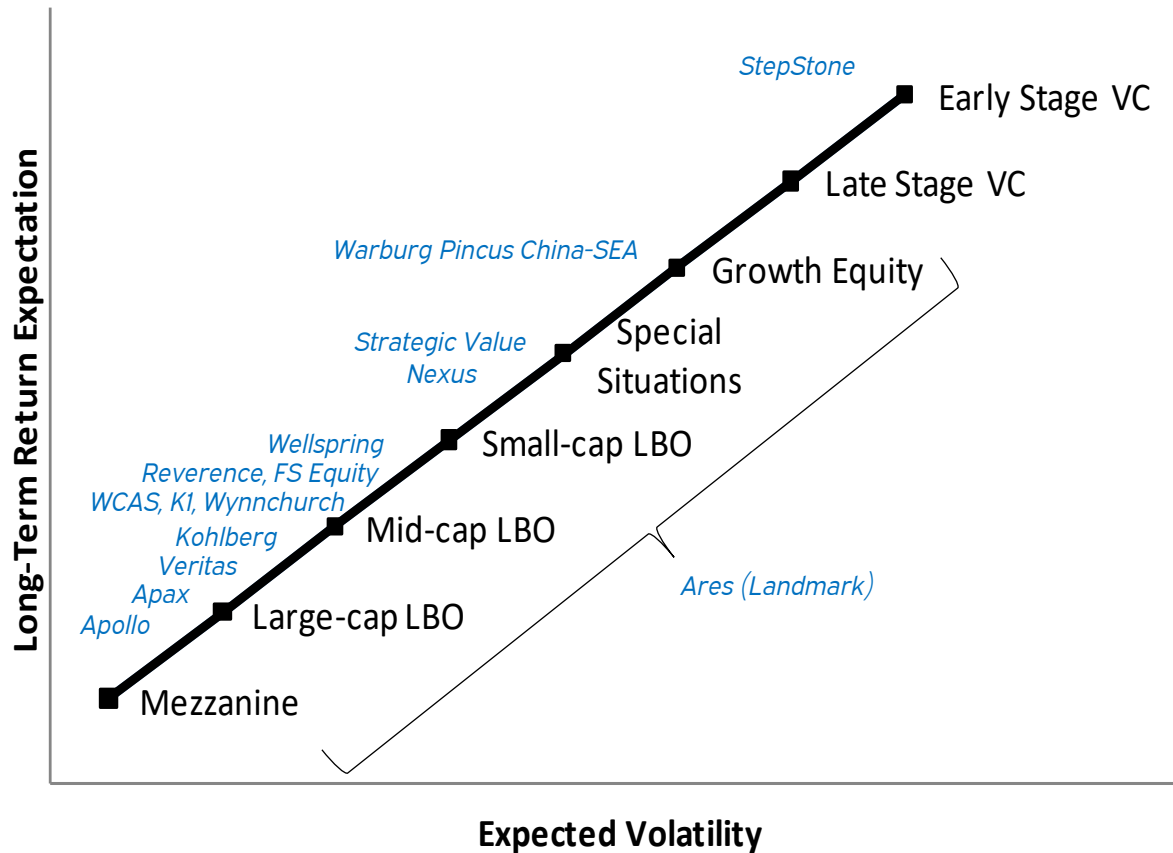 StepStone
Early Stage VC
Late Stage VC
Warburg Pincus China-SEA
Growth Equity
Special
Situations
Strategic Value
Nexus
Small-cap LBO
Wellspring
Reverence, FS Equity
WCAS, K1, Wynnchurch
Mid-cap LBO
Kohlberg
Veritas
Apax
Apollo
Large-cap LBO
Ares (Landmark)
Mezzanine
Long-Term Return Expectation
Expected Volatility